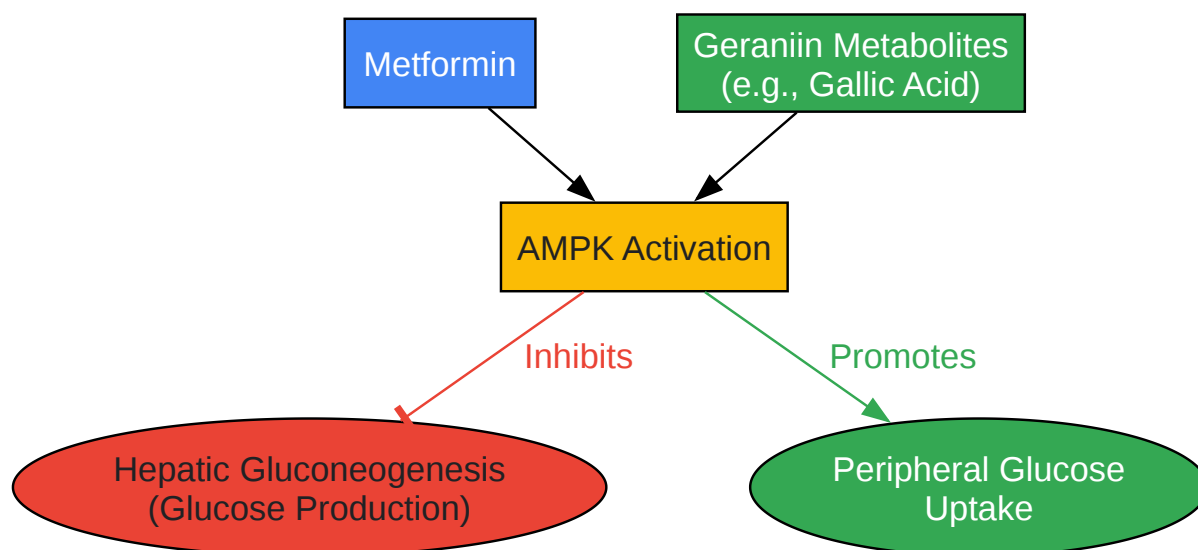 Metformin
Geraniin Metabolites
(e.g., Gallic Acid)
AMPK Activation
Inhibits
Promotes
Hepatic Gluconeogenesis
(Glucose Production)
Peripheral Glucose
Uptake